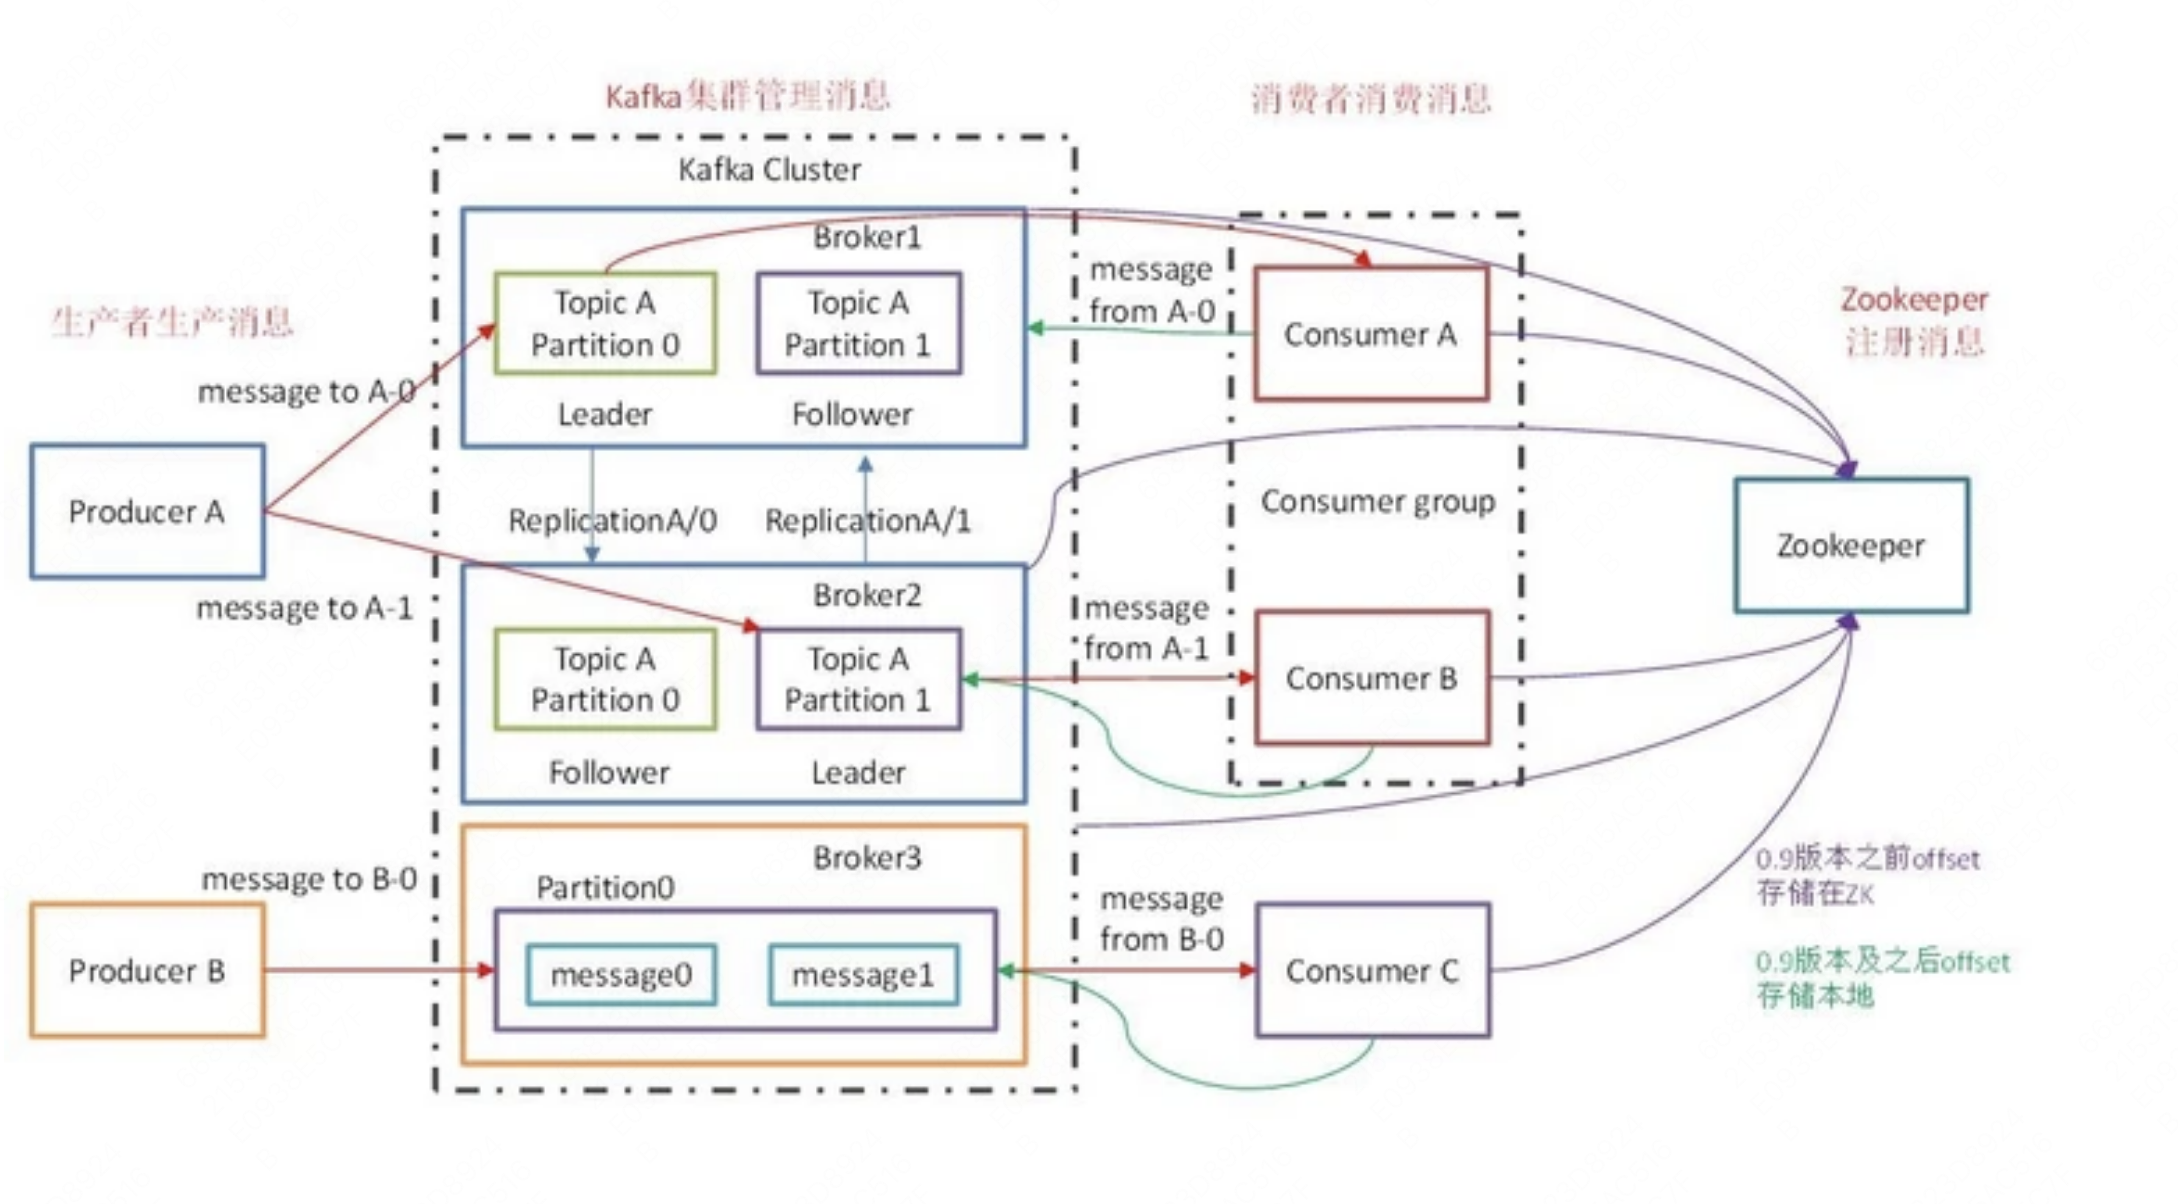 Kafka集群管理消息
消费者消费消息
Kafka Cluster
Broker1
message
from A-0
Topic A
Partition 0
Topic A
Partition 1
Leader
Follower
Consumer A
Zookeeper
注册消息
生产者生产消息
message to A-0
Producer A
message to A-1
ReplicationA/0
ReplicationA/1
Consumer group
Zookeeper
Broker2
message
from A-1
Topic A
Partition 0
Topic A
Partition 1
Follower
Leader
Consumer B
message to B-0
Producer B
Broker3
Partition0
message0
message1
message
from B-0
Consumer C
0.9版本之前offset
存储在ZK
0.9版本及之后offset
存储本地